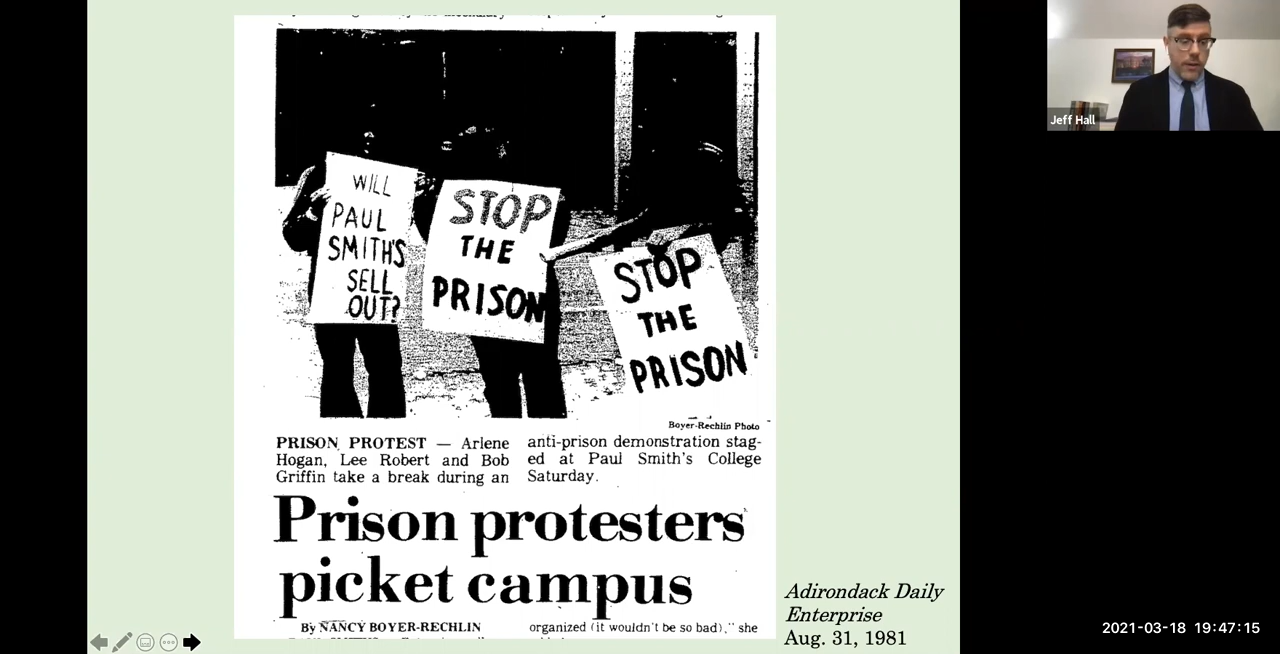 WILL
PAUL
SMITH'S
SELL
OUT?
STOP
THE
PRISON
STOP
THE
PRISON
Boyer-Rechlin Photo
PRISON PROTEST — Arlene
Hogan, Lee Robert and Bob
Griffin take a break during an
anti-prison demonstration stag-
ed at Paul Smith's College
Saturday.
Prison protesters
picket campus
By NANCY BOYER-RECHLIN
organized (it wouldn't be so bad)," she
Adirondack Daily
Enterprise
Aug. 31, 1981
Jeff Hall
2021-03-18 19:47:15